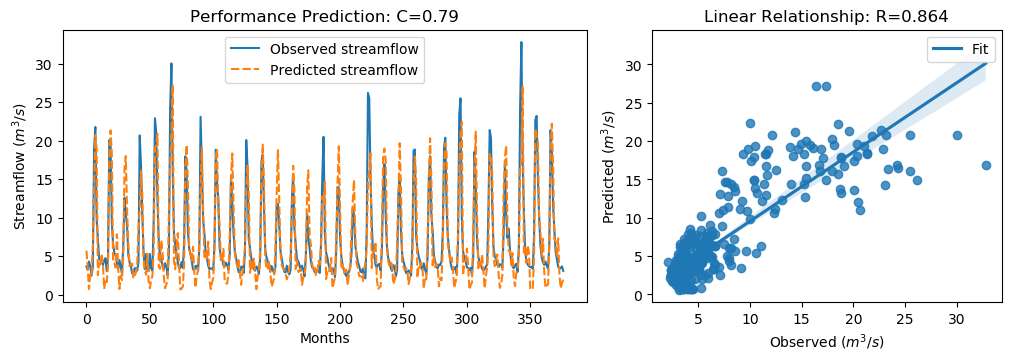 Performance Prediction: C=0.79
Observed streamflow
Predicted streamflow
Streamflow (m³/s)
30
25
20
15
10
5
0
0 50 100 150 200 250 300 350
Months
Linear Relationship: R=0.864
Fit
Predicted (m³/s)
30
25
20
15
10
5
0
5 10 15 20 25 30
Observed (m³/s)